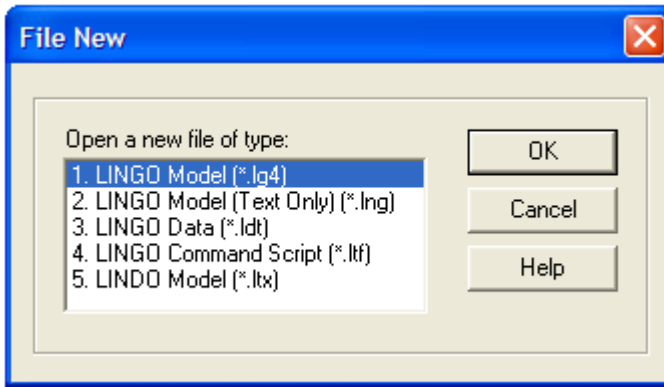 File New
Open a new file of type:
1. LINGO Model (*.lg4)
2. LINGO Model (Text Only) (*.lng)
3. LINGO Data (*.ldt)
4. LINGO Command Script (*.ltf)
5. LINDO Model (*.ltx)
OK
Cancel
Help